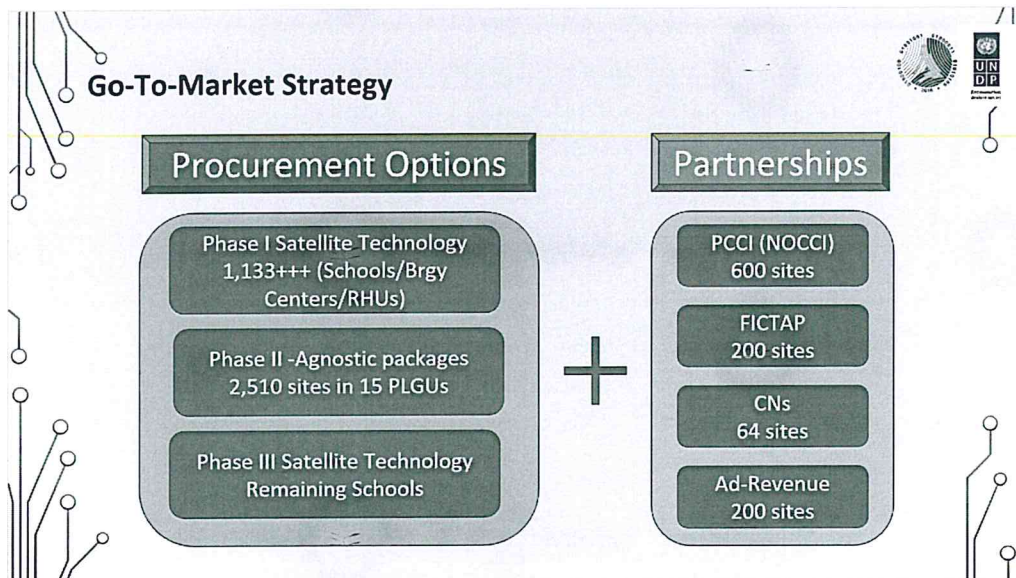 Go-To-Market Strategy
UN
DP
Procurement Options
Partnerships
Phase I Satellite Technology
1,133+++ (Schools/Brgy
Centers/RHUs)
Phase II -Agnostic packages
2,510 sites in 15 PLGUs
Phase III Satellite Technology
Remaining Schools
+
PCCI (NOCCI)
600 sites
FICTAP
200 sites
CNs
64 sites
Ad-Revenue
200 sites